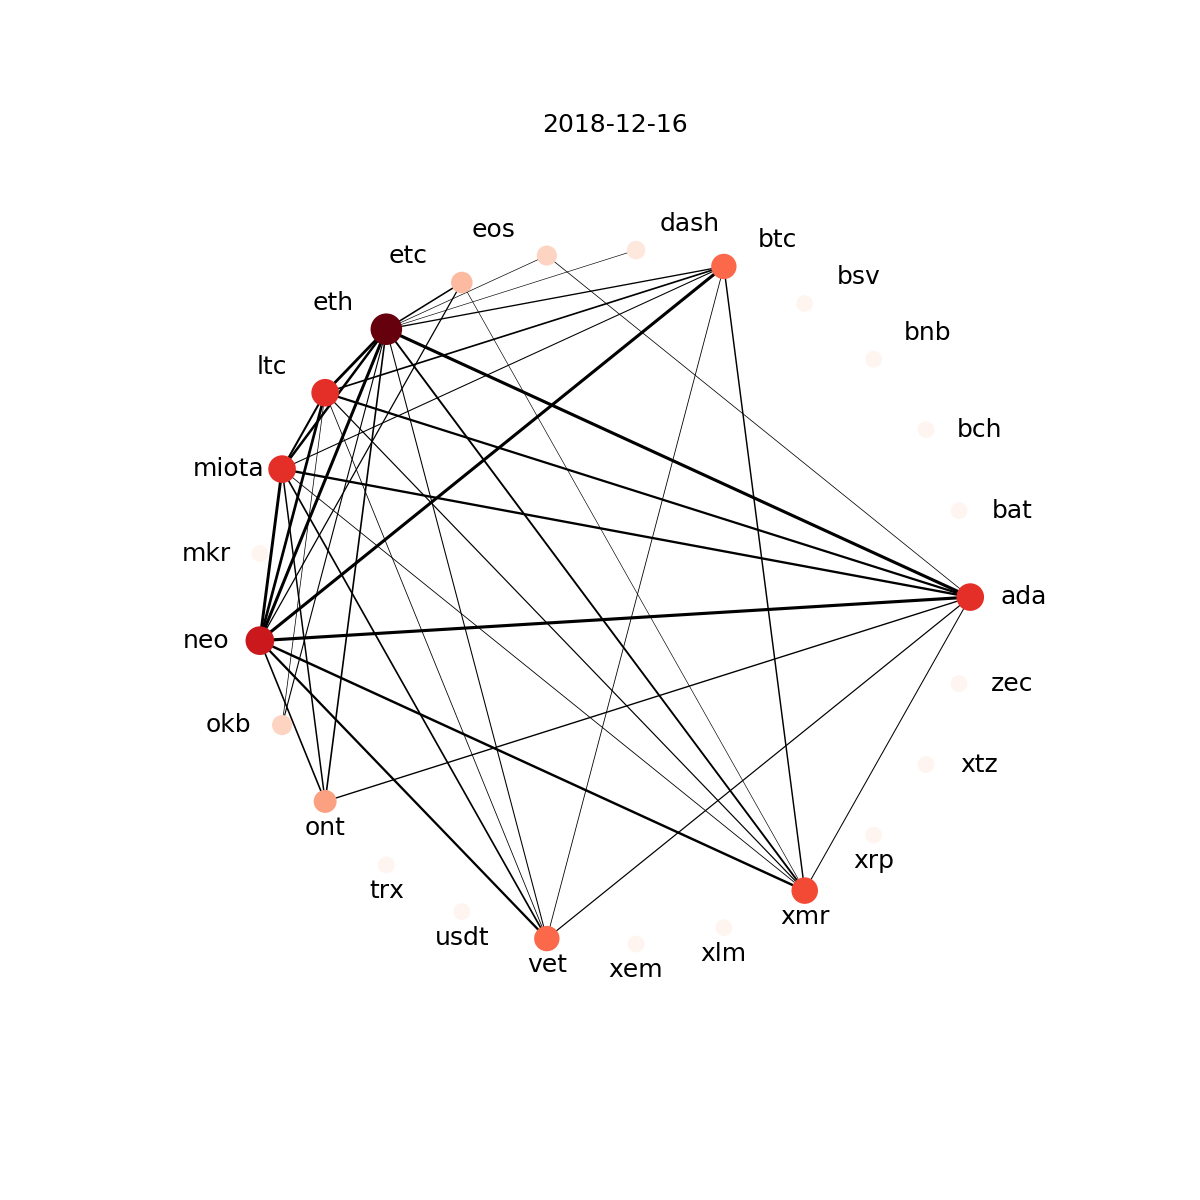 2018-12-16
dash
eos
btc
etc
bsv
eth
bnb
ltc
bch
miota
bat
mkr
ada
neo
zec
okb
xtz
ont
xrp
trx
xmr
usdt
xlm
vet
xem